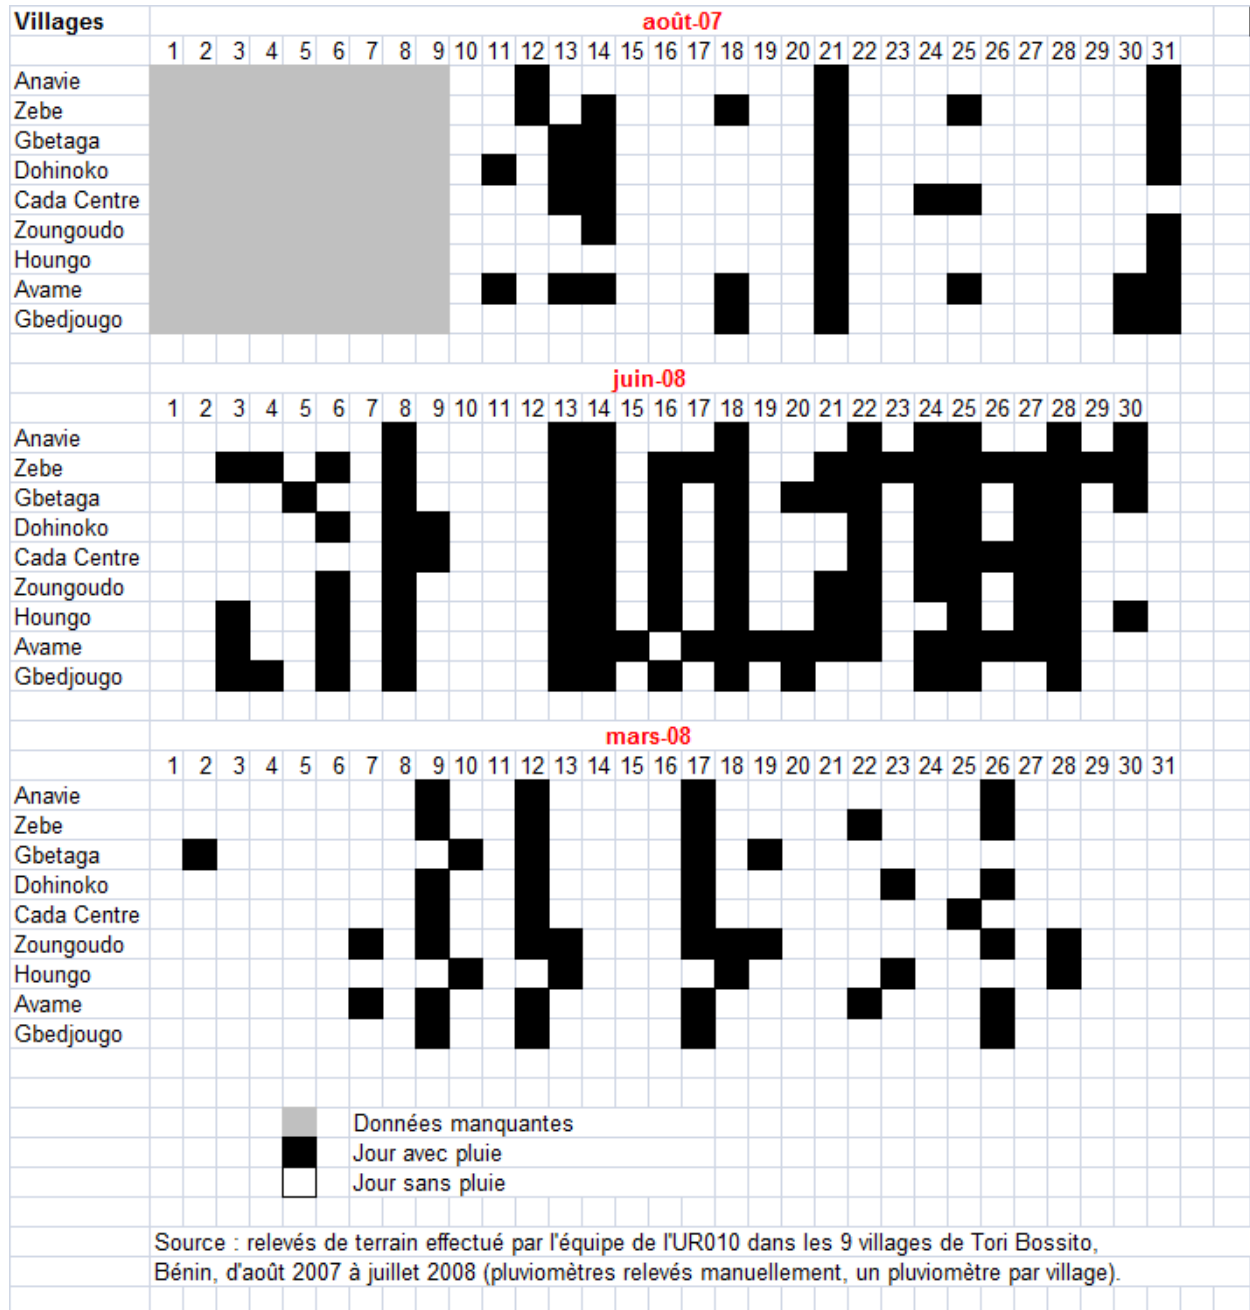 Villages août-07
1 2 3 4 5 6 7 8 9 10 11 12 13 14 15 16 17 18 19 20 21 22 23 24 25 26 27 28 29 30 31
Anavie
Zebe
Gbetaga
Dohinoko
Cada Centre
Zoungoudo
Houngo
Avame
Gbedjougo
juin-08
1 2 3 4 5 6 7 8 9 10 11 12 13 14 15 16 17 18 19 20 21 22 23 24 25 26 27 28 29 30
Anavie
Zebe
Gbetaga
Dohinoko
Cada Centre
Zoungoudo
Houngo
Avame
Gbedjougo
mars-08
1 2 3 4 5 6 7 8 9 10 11 12 13 14 15 16 17 18 19 20 21 22 23 24 25 26 27 28 29 30 31
Anavie
Zebe
Gbetaga
Dohinoko
Cada Centre
Zoungoudo
Houngo
Avame
Gbedjougo
Données manquantes
Jour avec pluie
Jour sans pluie
Source : relevés de terrain effectué par l'équipe de l'UR010 dans les 9 villages de Tori Bossito,
Bénin, d'août 2007 à juillet 2008 (pluviomètres relevés manuellement, un pluviomètre par village).